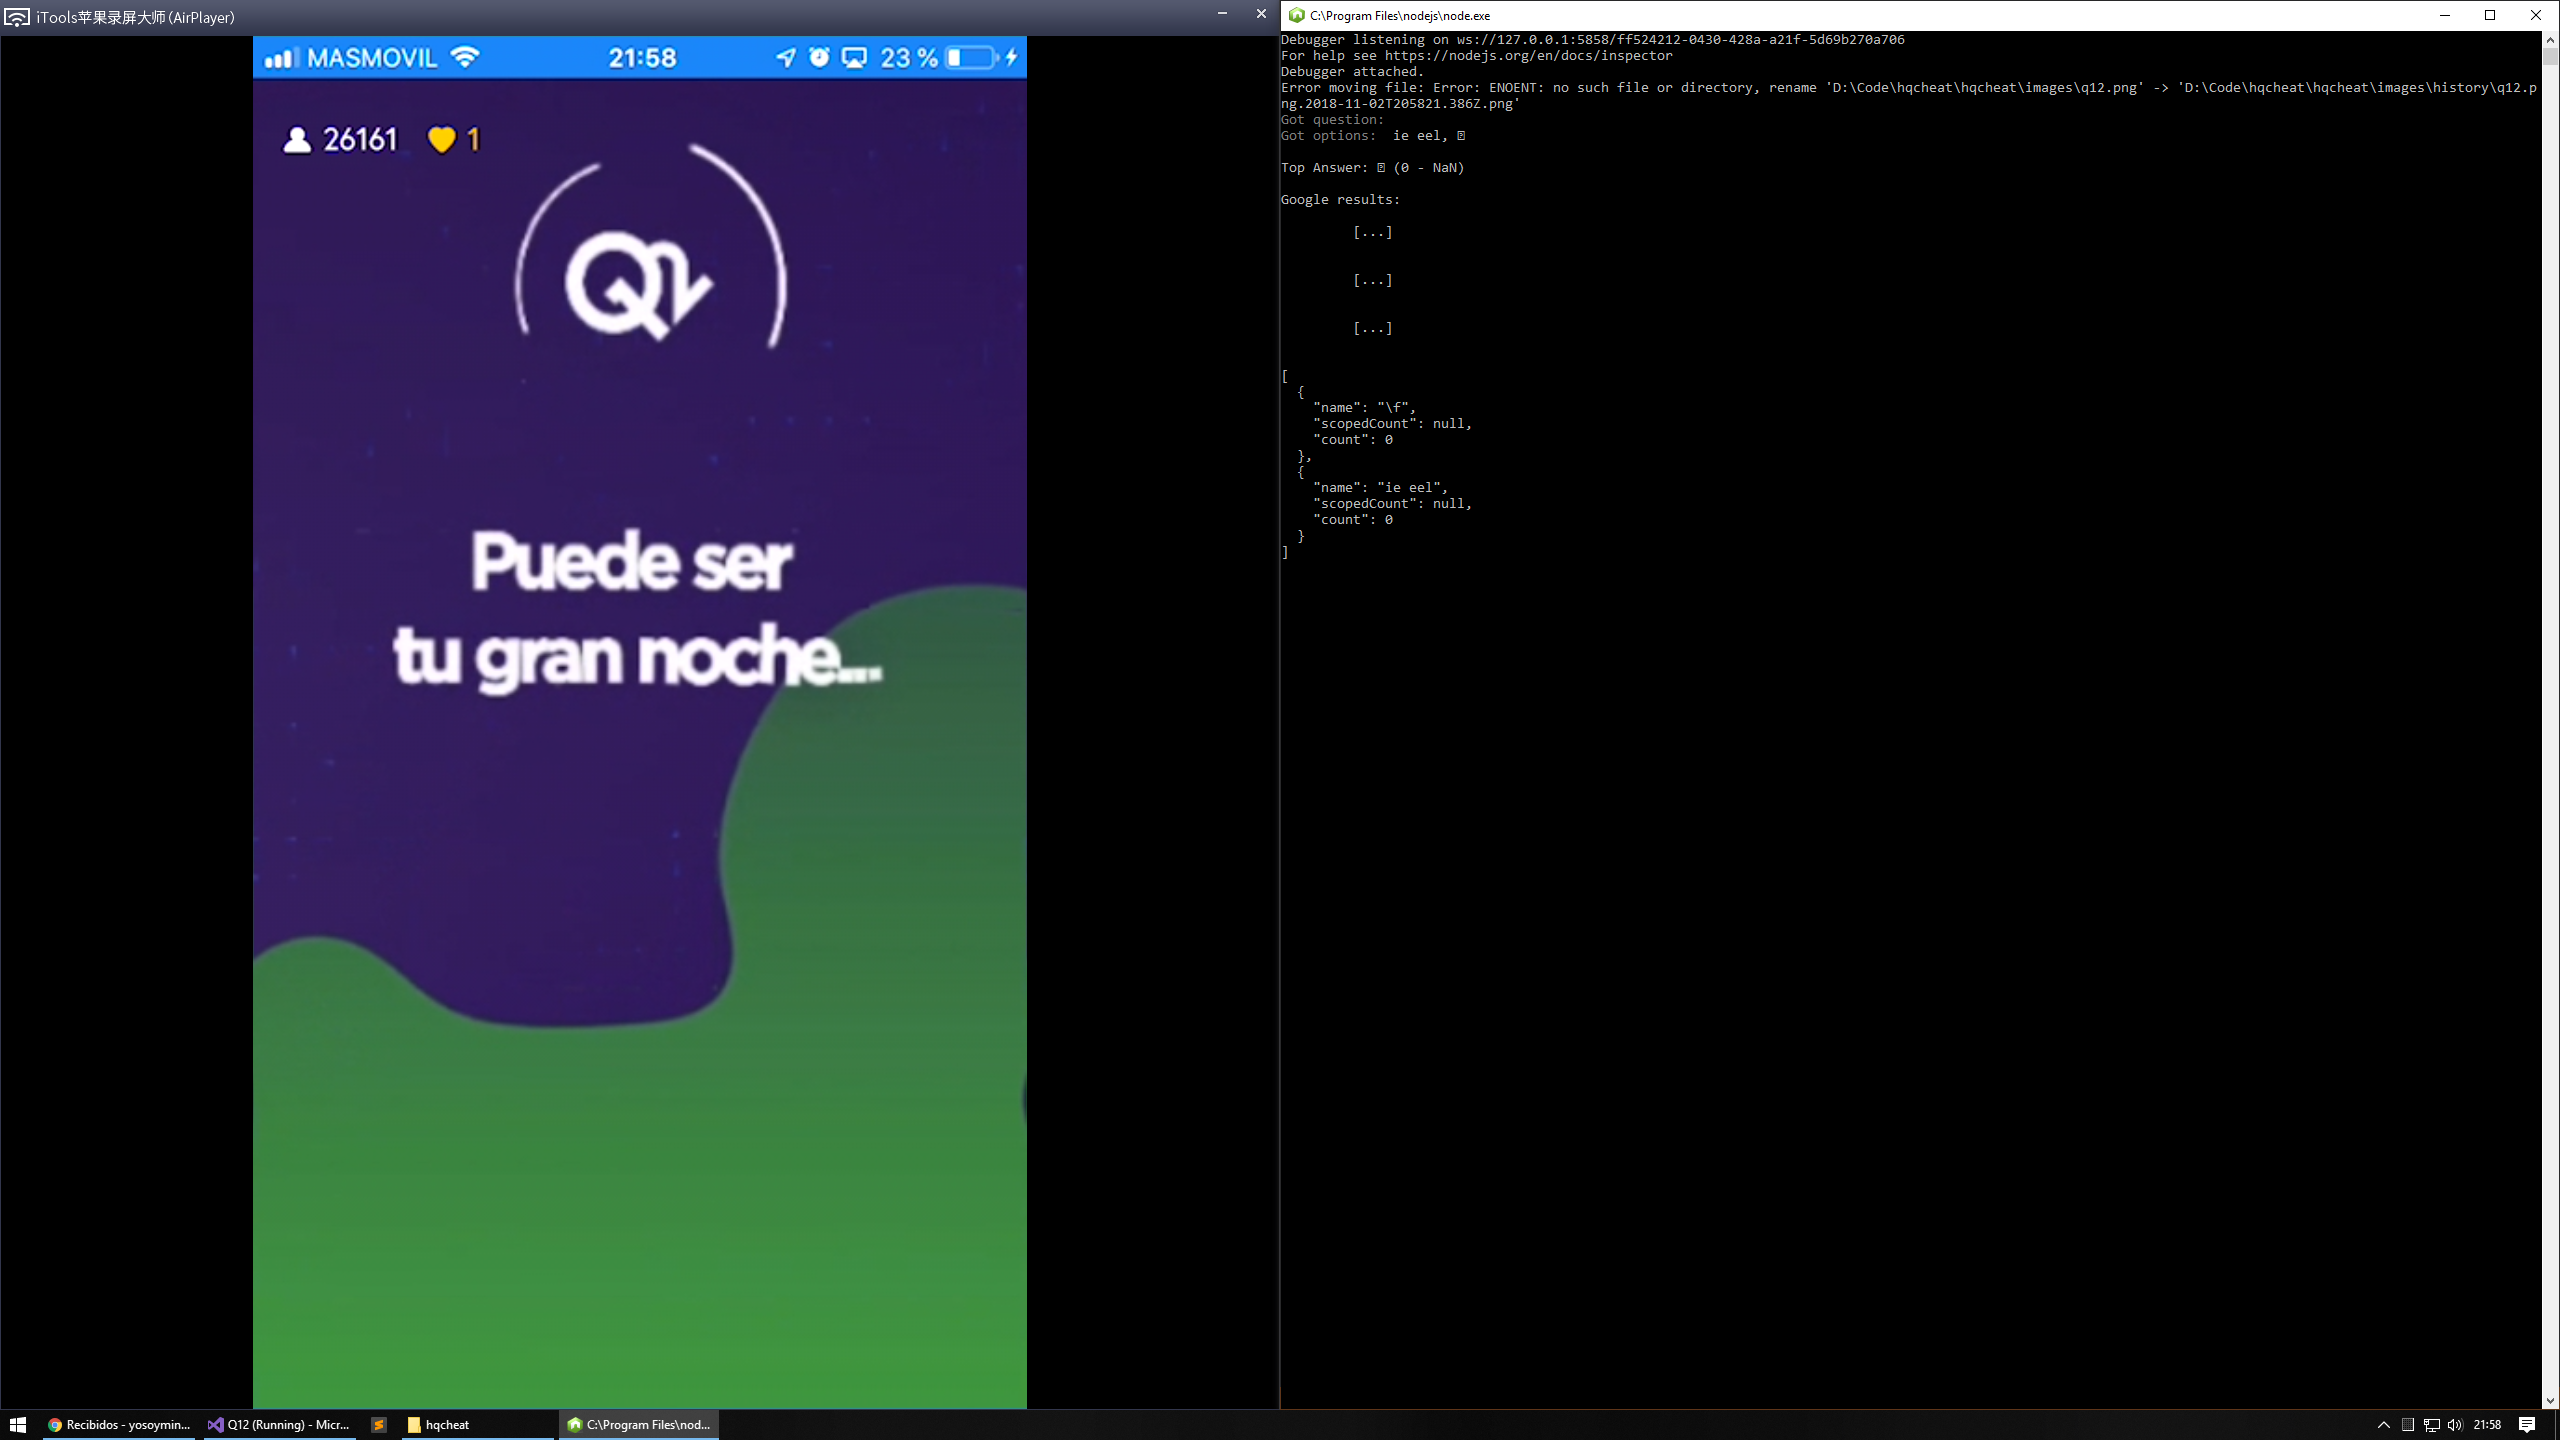 iTools苹果录屏大师(AirPlayer)
MASMOVIL
21:58
23 %
26161
1
Q12
Puede ser
tu gran noche...
C:\Program Files\nodejs\node.exe
Debugger listening on ws://127.0.0.1:5858/ff524212-0430-428a-a21f-5d69b270a706
For help see https://nodejs.org/en/docs/inspector
Debugger attached.
Error moving file: Error: ENOENT: no such file or directory, rename 'D:\Code\hqcheat\hqcheat\images\q12.png' -> 'D:\Code\hqcheat\hqcheat\images\history\q12.p
ng.2018-11-02T205821.386Z.png'
Got question:
Got options:  ie eel,
Top Answer:  (0 - NaN)
Google results:
[...]
[...]
[...]
[
{
"name": "\f",
"scopedCount": null,
"count": 0
},
{
"name": "ie eel",
"scopedCount": null,
"count": 0
}
]
Recibidos - yosoymin...
Q12 (Running) - Micr...
hqcheat
C:\Program Files\nod...
21:58